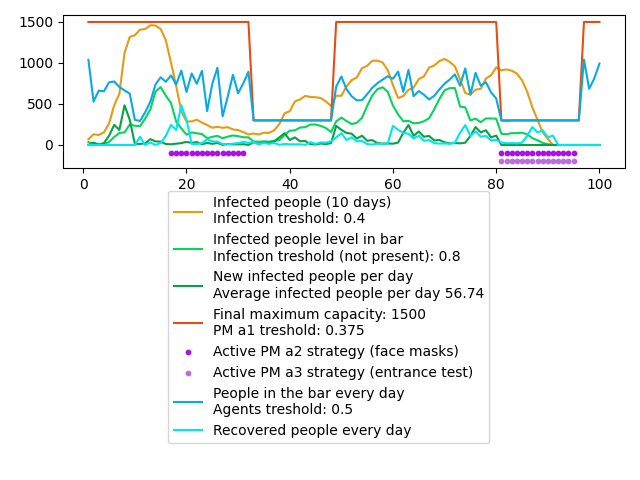 1500
1000
500
0
0 20 40 60 80 100
Infected people (10 days)
Infection treshold: 0.4
Infected people level in bar
Infection treshold (not present): 0.8
New infected people per day
Average infected people per day 56.74
Final maximum capacity: 1500
PM a1 treshold: 0.375
Active PM a2 strategy (face masks)
Active PM a3 strategy (entrance test)
People in the bar every day
Agents treshold: 0.5
Recovered people every day